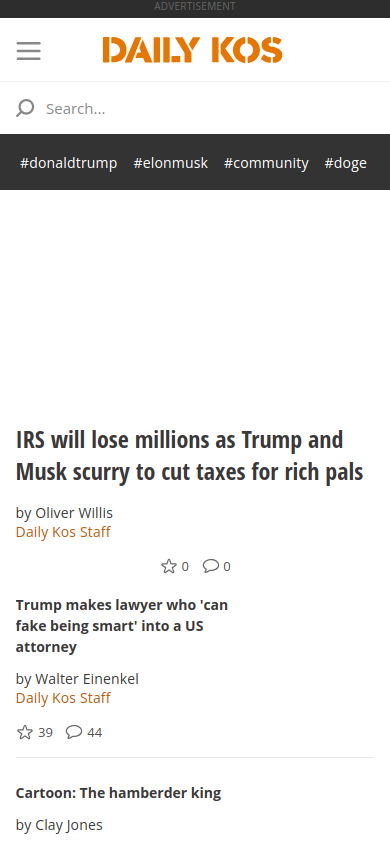 ADVERTISEMENT
DAILY KOS
Search...
#donaldtrump #elonmusk #community #doge
IRS will lose millions as Trump and
Musk scurry to cut taxes for rich pals
by Oliver Willis
Daily Kos Staff
0 0
Trump makes lawyer who 'can
fake being smart' into a US
attorney
by Walter Einenkel
Daily Kos Staff
39 44
Cartoon: The hamberder king
by Clay Jones